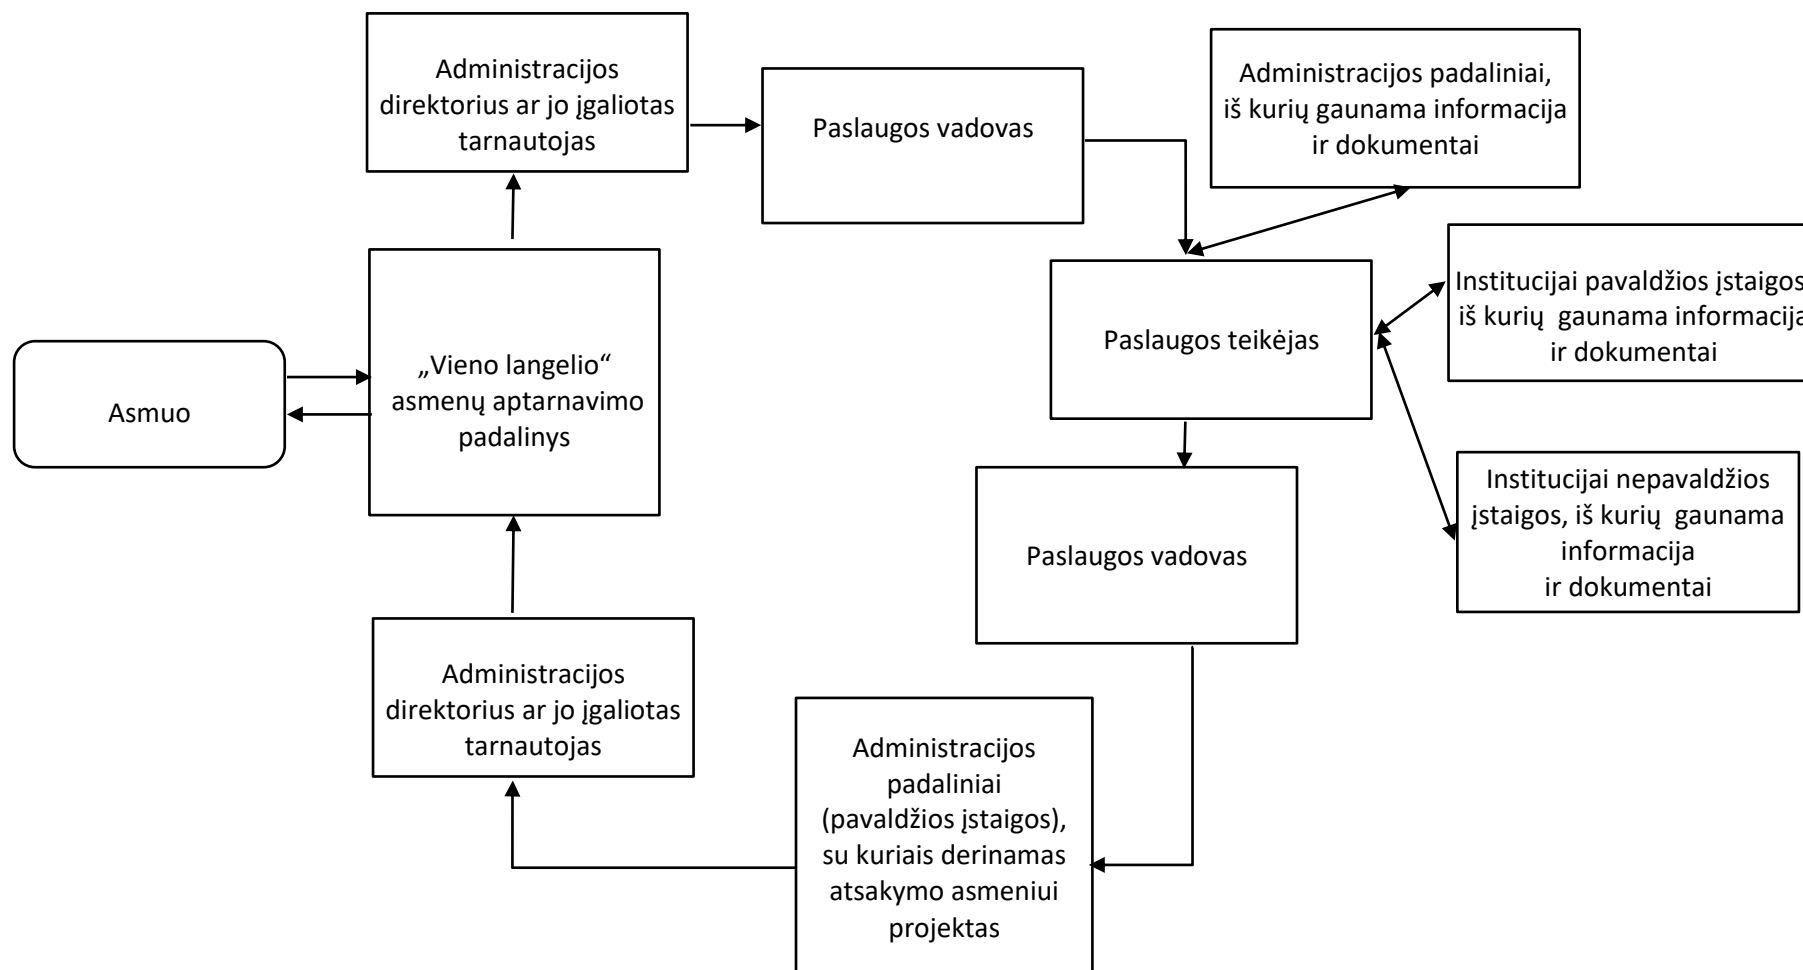 Administracijos
direktorius ar jo įgaliotas
tarnautojas
Paslaugos vadovas
Administracijos padaliniai,
iš kurių gaunama informacija
ir dokumentai
„Vieno langelio“
asmenų aptarnavimo
padalinys
Asmuo
Paslaugos teikėjas
Institucijai pavaldžios įstaigos
iš kurių gaunama informacija
ir dokumentai
Institucijai nepavaldžios
įstaigos, iš kurių gaunama
informacija
ir dokumentai
Paslaugos vadovas
Administracijos
direktorius ar jo įgaliotas
tarnautojas
Administracijos
padaliniai
(pavaldžios įstaigos),
su kuriais derinamas
atsakymo asmeniui
projektas